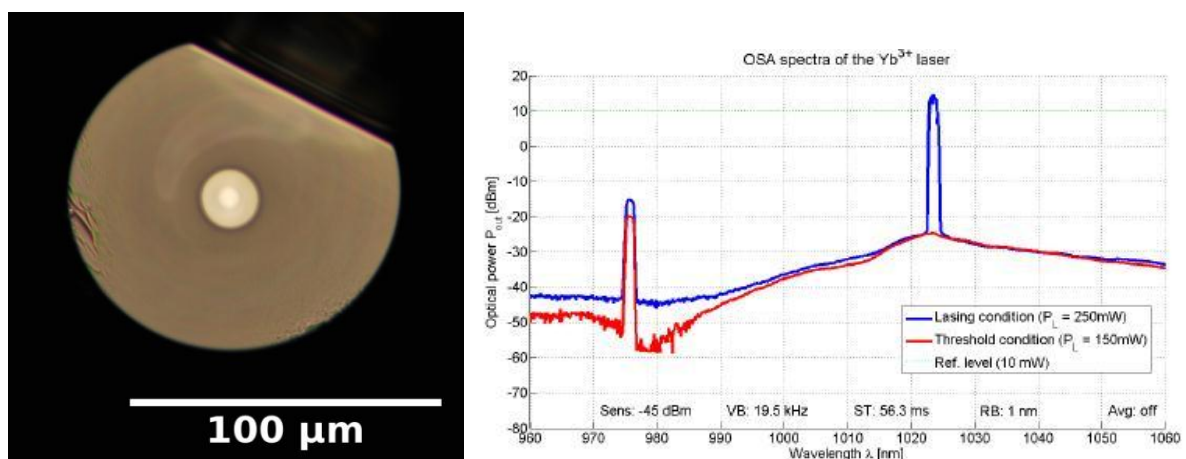 100 µm
OSA spectra of the Yb³⁺ laser
Optical power P_out [dBm]
20
10
0
-10
-20
-30
-40
-50
-60
-70
-80
Lasing condition (P_L = 250mW)
Threshold condition (P_L = 150mW)
Ref. level (10 mW)
Sens: -45 dBm VB: 19.5 kHz ST: 56.3 ms RB: 1 nm Avg: off
960 970 980 990 1000 1010 1020 1030 1040 1050 1060
Wavelength λ [nm]